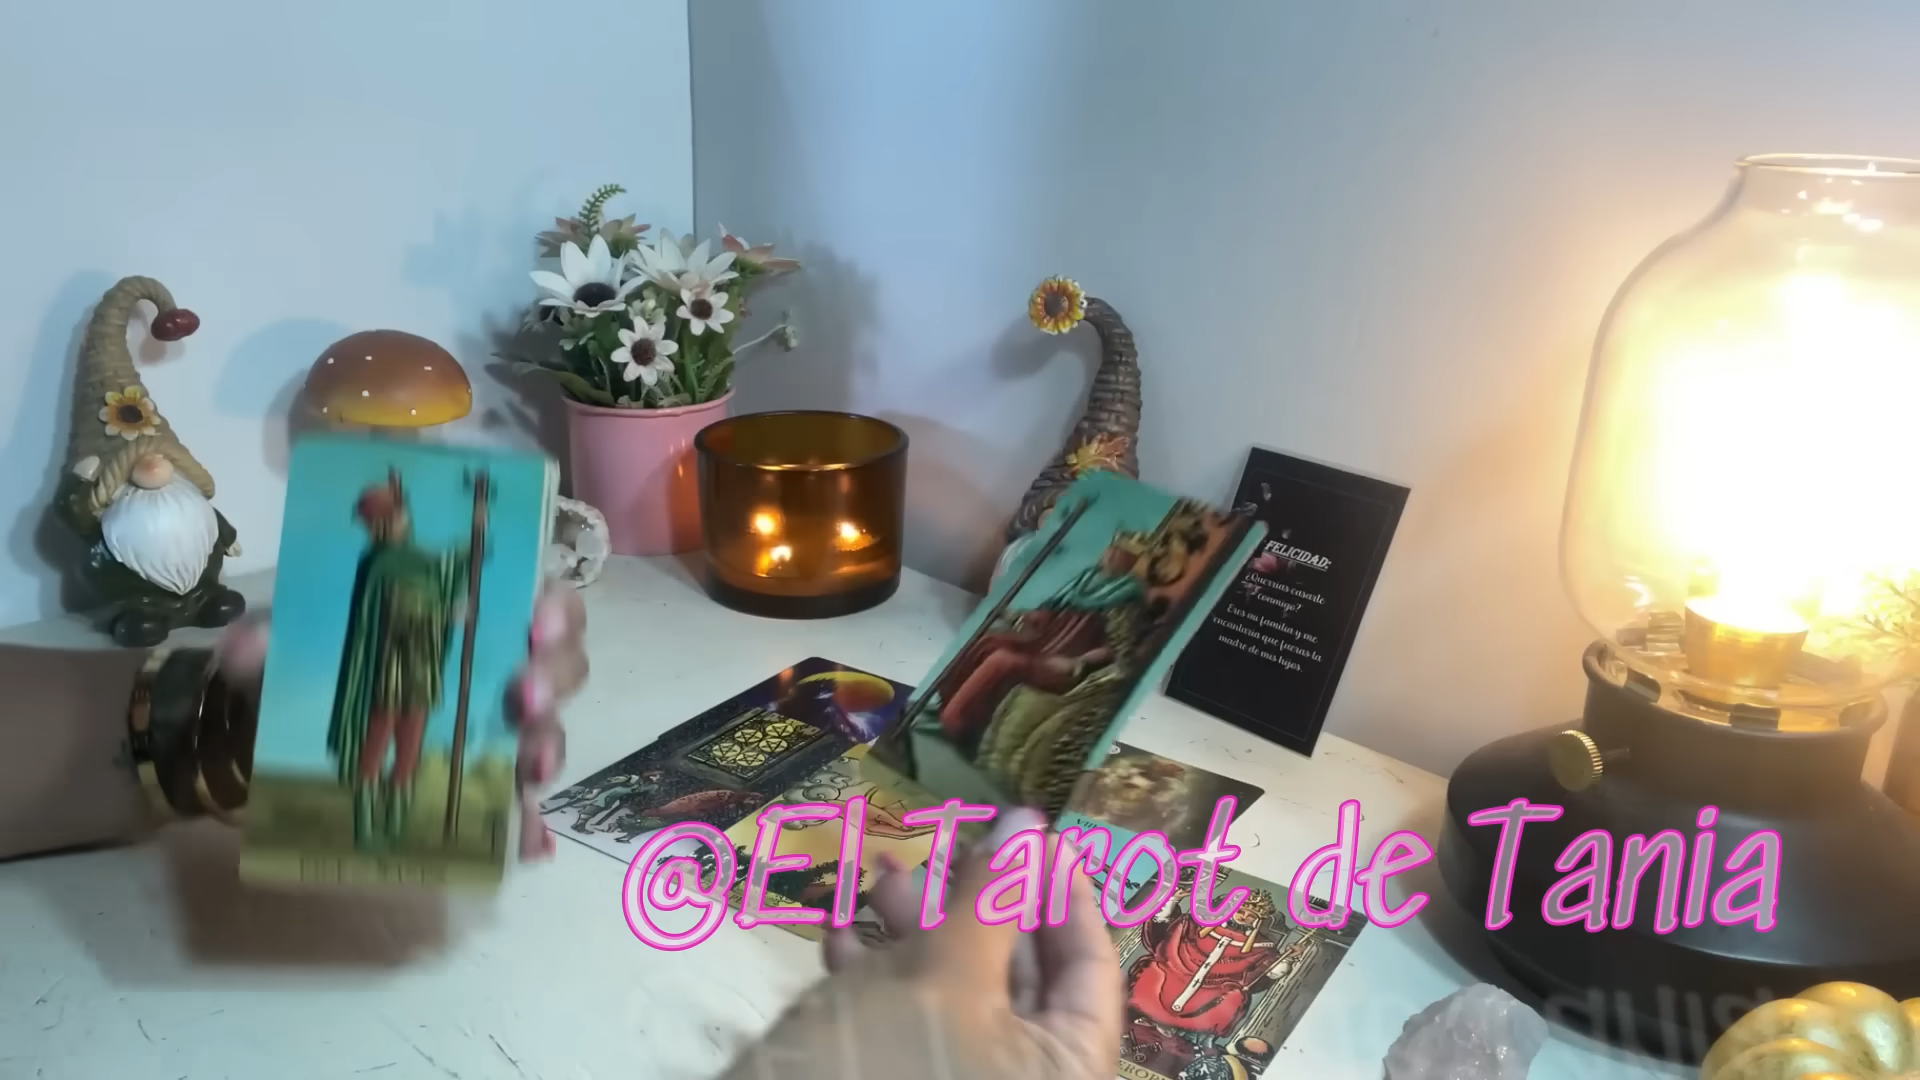 FELICIDAD:
¿Querrías casarte
conmigo?
Eres mi familia y me
encantaría que fueras la
madre de mis hijos.
@El Tarot de Tania